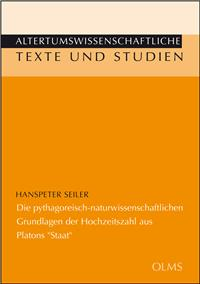 ALTERTUMSWISSENSCHAFTLICHE
TEXTE UND STUDIEN
HANSPETER SEILER
Die pythagoreisch-naturwissenschaftlichen
Grundlagen der Hochzeitszahl aus
Platons "Staat"
OLMS